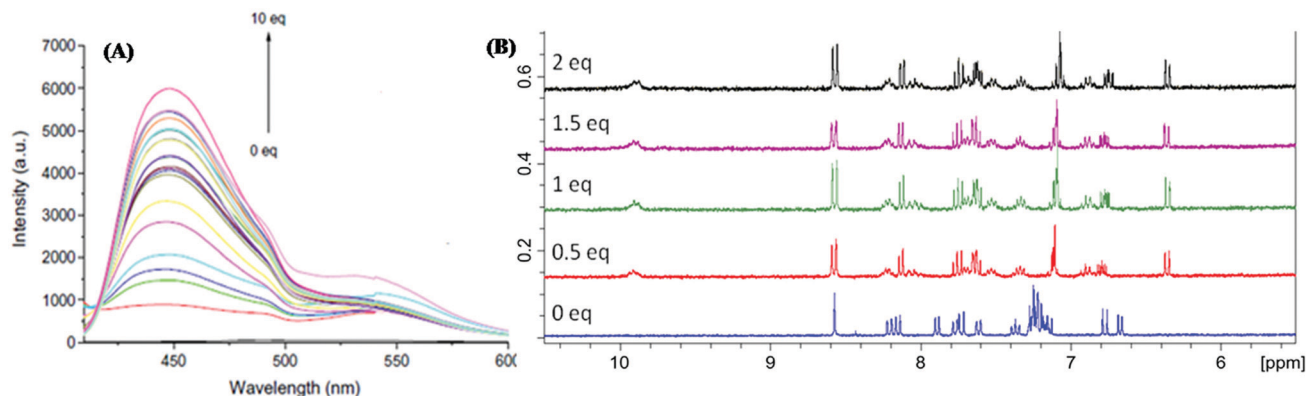 (A)
10 eq
0 eq
7000
6000
5000
4000
3000
2000
1000
0
Intensity (a.u.)
450 500 550 600
Wavelength (nm)
(B)
2 eq
1.5 eq
1 eq
0.5 eq
0 eq
0.6
0.4
0.2
10 9 8 7 6 [ppm]